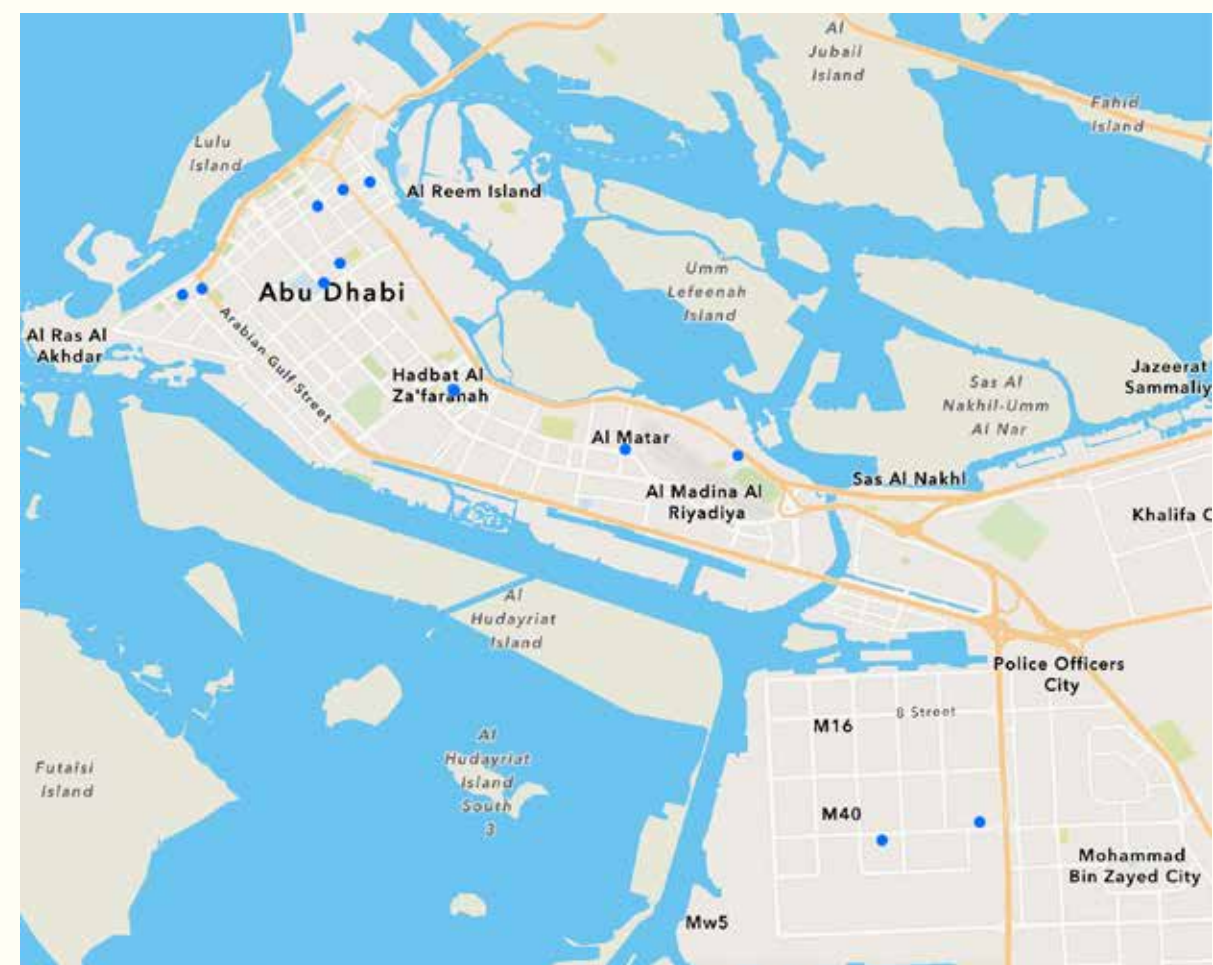 Al
Jubail
Island
Fahid
Island
Lulu
Island
Al Reem Island
Umm
Lefeenah
Island
Abu Dhabi
Arabian Gulf Street
Al Ras Al
Akhdar
Hadbat Al
Za'faranah
Jazeerat
Sammaliy
Sas Al
Nakhil-Umm
Al Nar
Al Matar
Sas Al Nakhl
Al Madina Al
Riyadiya
Khalifa C
Al
Hudayriat
Island
Police Officers
City
8 Street
M16
Al
Hudayriat
Island
South
3
Futaisi
Island
M40
Mohammad
Bin Zayed City
Mw5